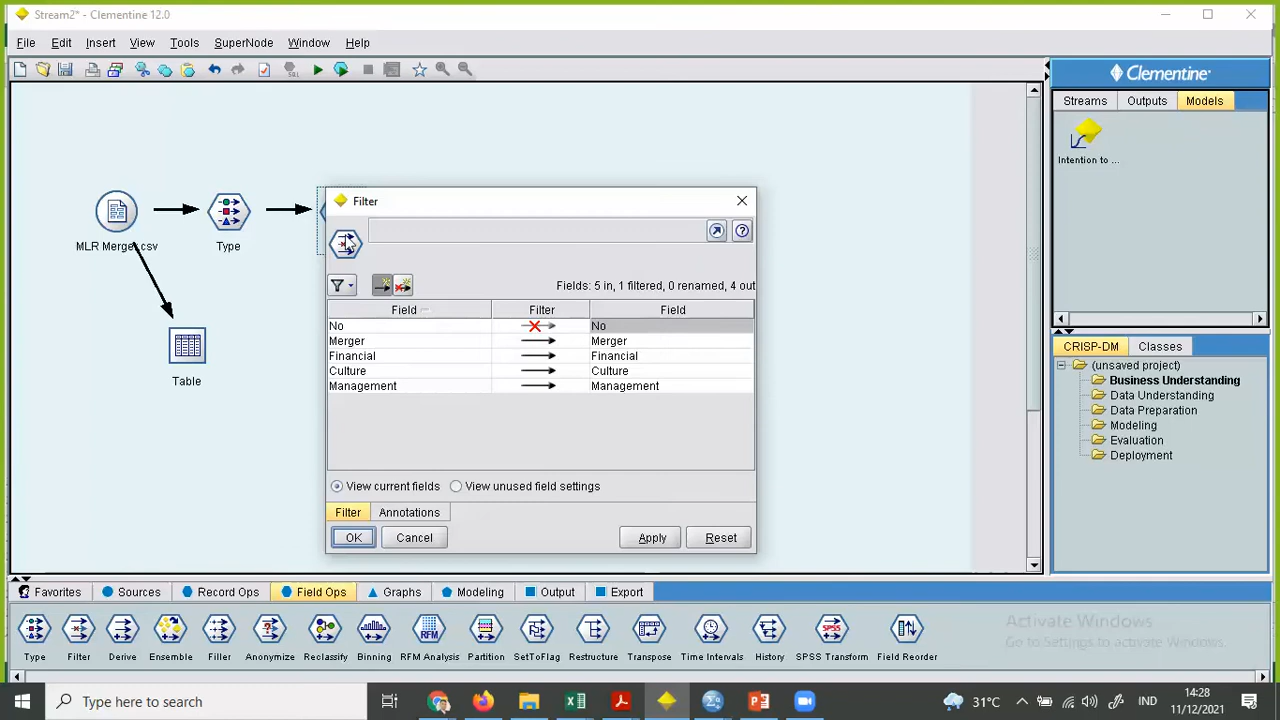 Stream2* - Clementine 12.0
File Edit Insert View Tools SuperNode Window Help
Clementine
Streams Outputs Models
Intention to ...
MLR Merger.csv
Type
Table
Filter
Fields: 5 in, 1 filtered, 0 renamed, 4 out
Field Filter Field
No No
Merger Merger
Financial Financial
Culture Culture
Management Management
View current fields View unused field settings
Filter Annotations
OK Cancel Apply Reset
CRISP-DM Classes
(unsaved project)
Business Understanding
Data Understanding
Data Preparation
Modeling
Evaluation
Deployment
Favorites Sources Record Ops Field Ops Graphs Modeling Output Export
RFM SPSS
Type Filter Derive Ensemble Filler Anonymize Reclassify Binning RFM Analysis Partition SetToFlag Restructure Transpose Time Intervals History SPSS Transform Field Reorder
Activate Windows
Go to Settings to activate Windows.
Type here to search
31°C
IND
14:28
11/12/2021